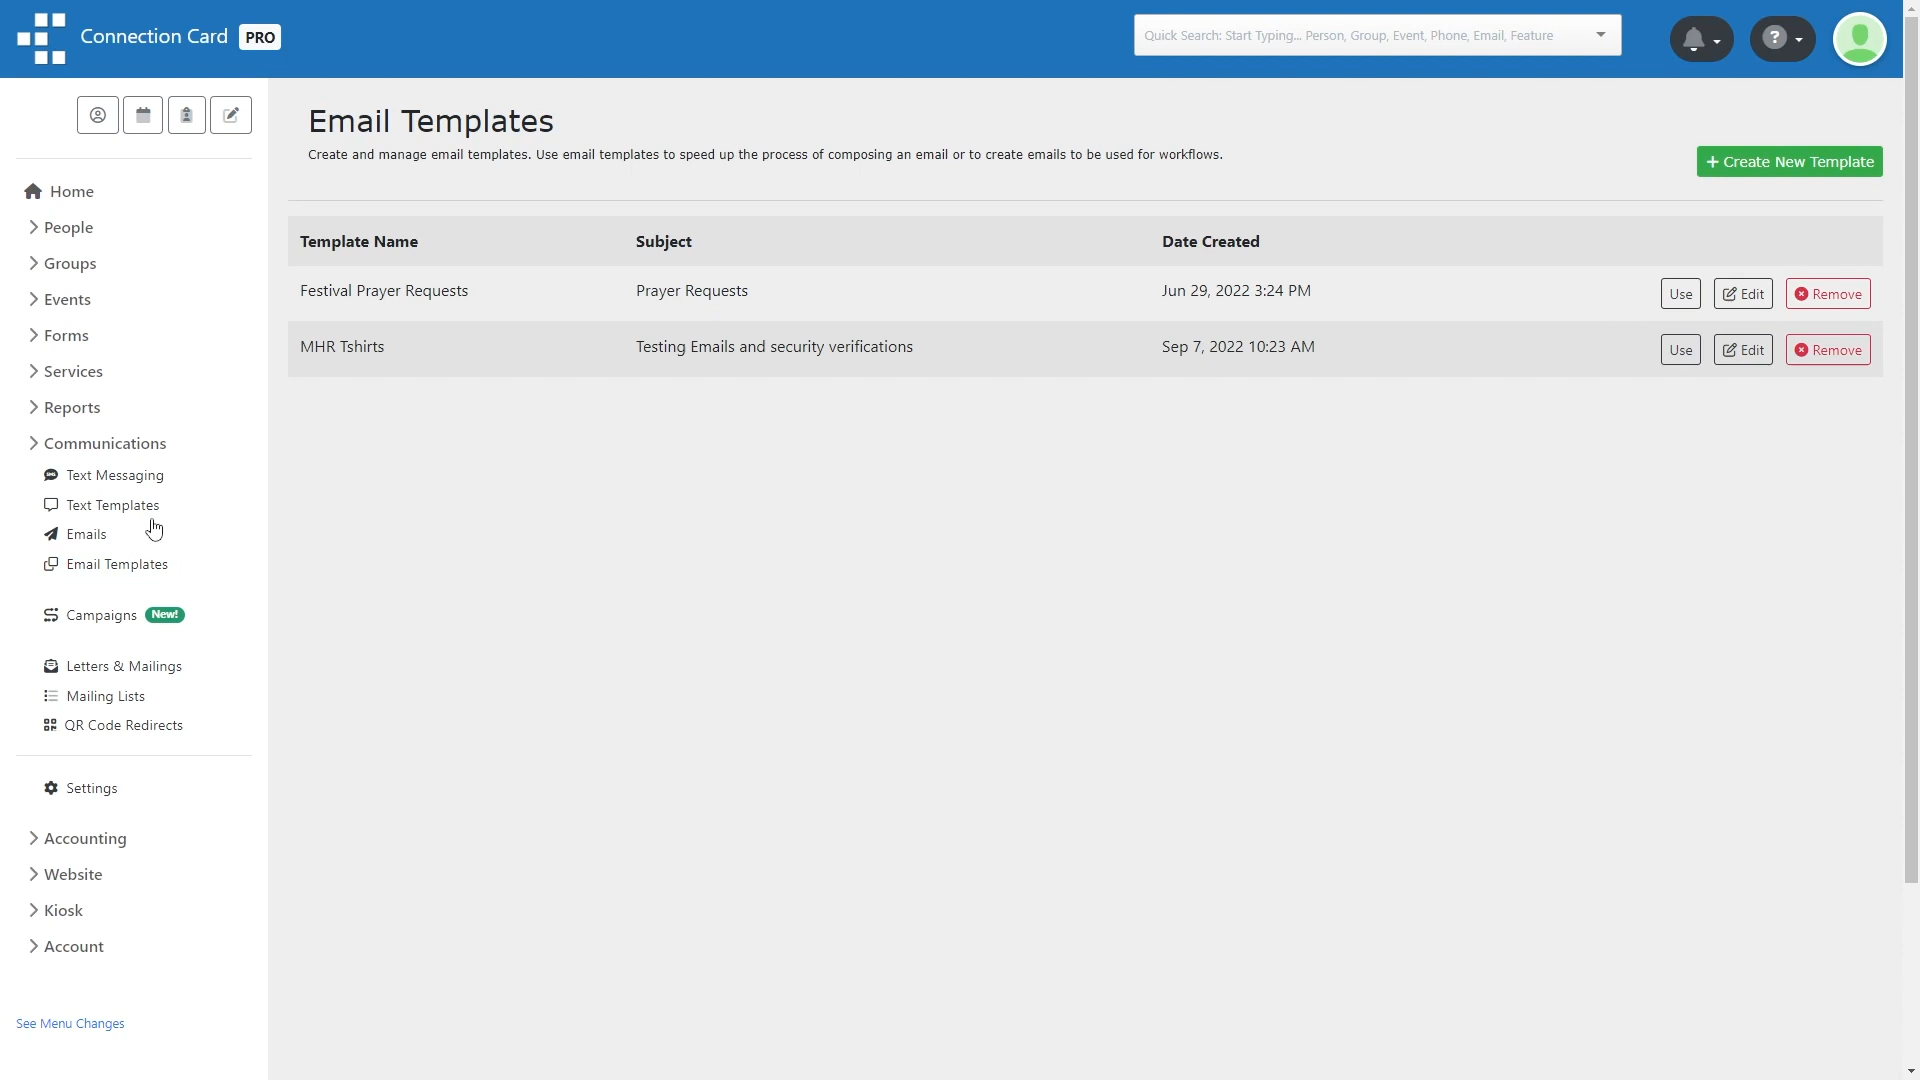 Connection Card PRO
Quick Search: Start Typing... Person, Group, Event, Phone, Email, Feature
?
Home
People
Groups
Events
Forms
Services
Reports
Communications
Text Messaging
Text Templates
Emails
Email Templates
Campaigns New!
Letters & Mailings
Mailing Lists
QR Code Redirects
Settings
Accounting
Website
Kiosk
Account
See Menu Changes
Email Templates
Create and manage email templates. Use email templates to speed up the process of composing an email or to create emails to be used for workflows.
+ Create New Template
Template Name Subject Date Created
Festival Prayer Requests Prayer Requests Jun 29, 2022 3:24 PM Use Edit Remove
MHR Tshirts Testing Emails and security verifications Sep 7, 2022 10:23 AM Use Edit Remove